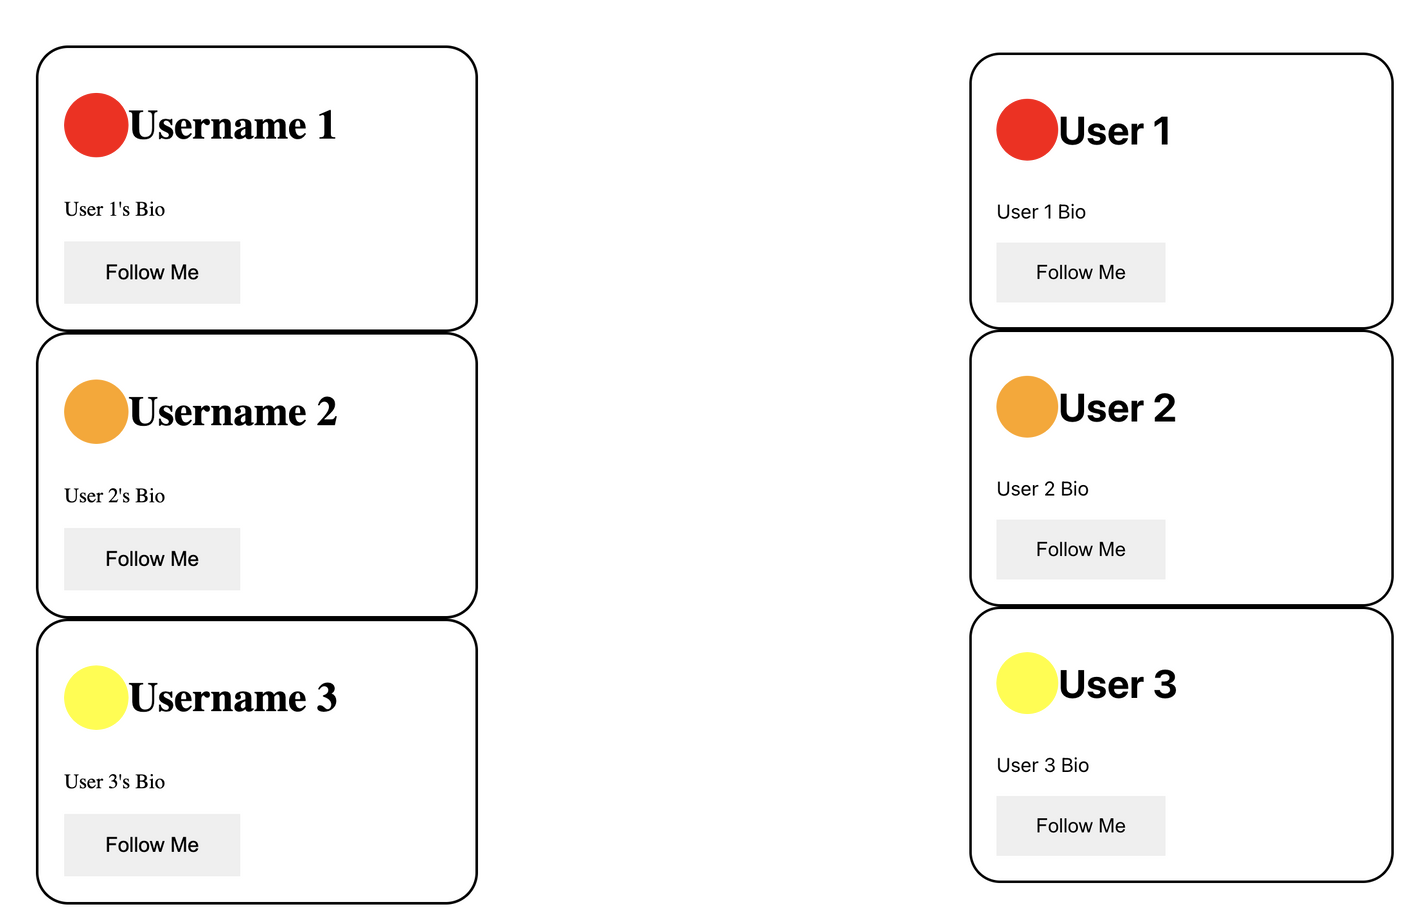 Username 1
User 1's Bio
Follow Me
Username 2
User 2's Bio
Follow Me
Username 3
User 3's Bio
Follow Me
User 1
User 1 Bio
Follow Me
User 2
User 2 Bio
Follow Me
User 3
User 3 Bio
Follow Me